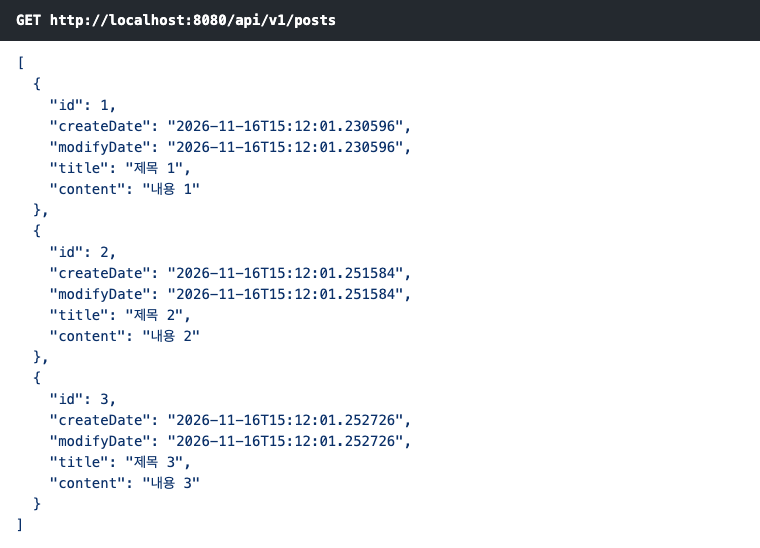 GET http://localhost:8080/api/v1/posts
[
  {
    "id": 1,
    "createDate": "2026-11-16T15:12:01.230596",
    "modifyDate": "2026-11-16T15:12:01.230596",
    "title": "제목 1",
    "content": "내용 1"
  },
  {
    "id": 2,
    "createDate": "2026-11-16T15:12:01.251584",
    "modifyDate": "2026-11-16T15:12:01.251584",
    "title": "제목 2",
    "content": "내용 2"
  },
  {
    "id": 3,
    "createDate": "2026-11-16T15:12:01.252726",
    "modifyDate": "2026-11-16T15:12:01.252726",
    "title": "제목 3",
    "content": "내용 3"
  }
]